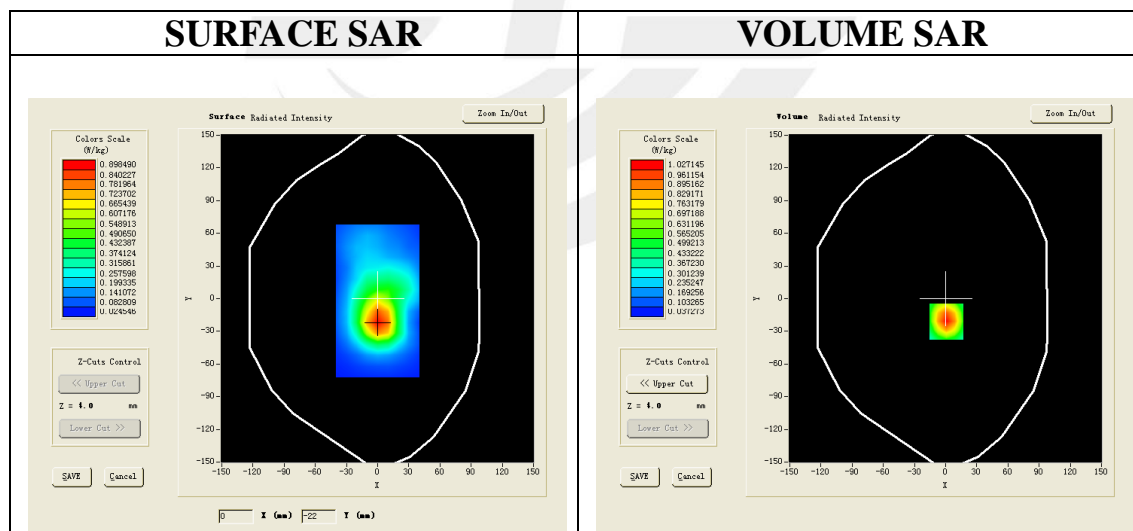 SURFACE SAR
VOLUME SAR
Surface Radiated Intensity
Zoom In/Out
Colors Scale
(W/kg)
0.898490
0.840227
0.781964
0.723702
0.665439
0.607176
0.548913
0.490650
0.432387
0.374124
0.315861
0.257598
0.199335
0.141072
0.082809
0.024546
Z-Cuts Control
<< Upper Cut
Z = 4.0 mm
Lower Cut >>
SAVE
Cancel
150
120
90
60
30
0
-30
-60
-90
-120
-150
Y
-150 -120 -90 -60 -30 0 30 60 90 120 150
X
0 X (mm) -22 Y (mm)
Volume Radiated Intensity
Zoom In/Out
Colors Scale
(W/kg)
1.027145
0.961154
0.895162
0.829171
0.763179
0.697188
0.631196
0.565205
0.499213
0.433222
0.367230
0.301239
0.235247
0.169256
0.103265
0.037273
Z-Cuts Control
<< Upper Cut
Z = 4.0 mm
Lower Cut >>
SAVE
Cancel
150
120
90
60
30
0
-30
-60
-90
-120
-150
Y
-150 -120 -90 -60 -30 0 30 60 90 120 150
X